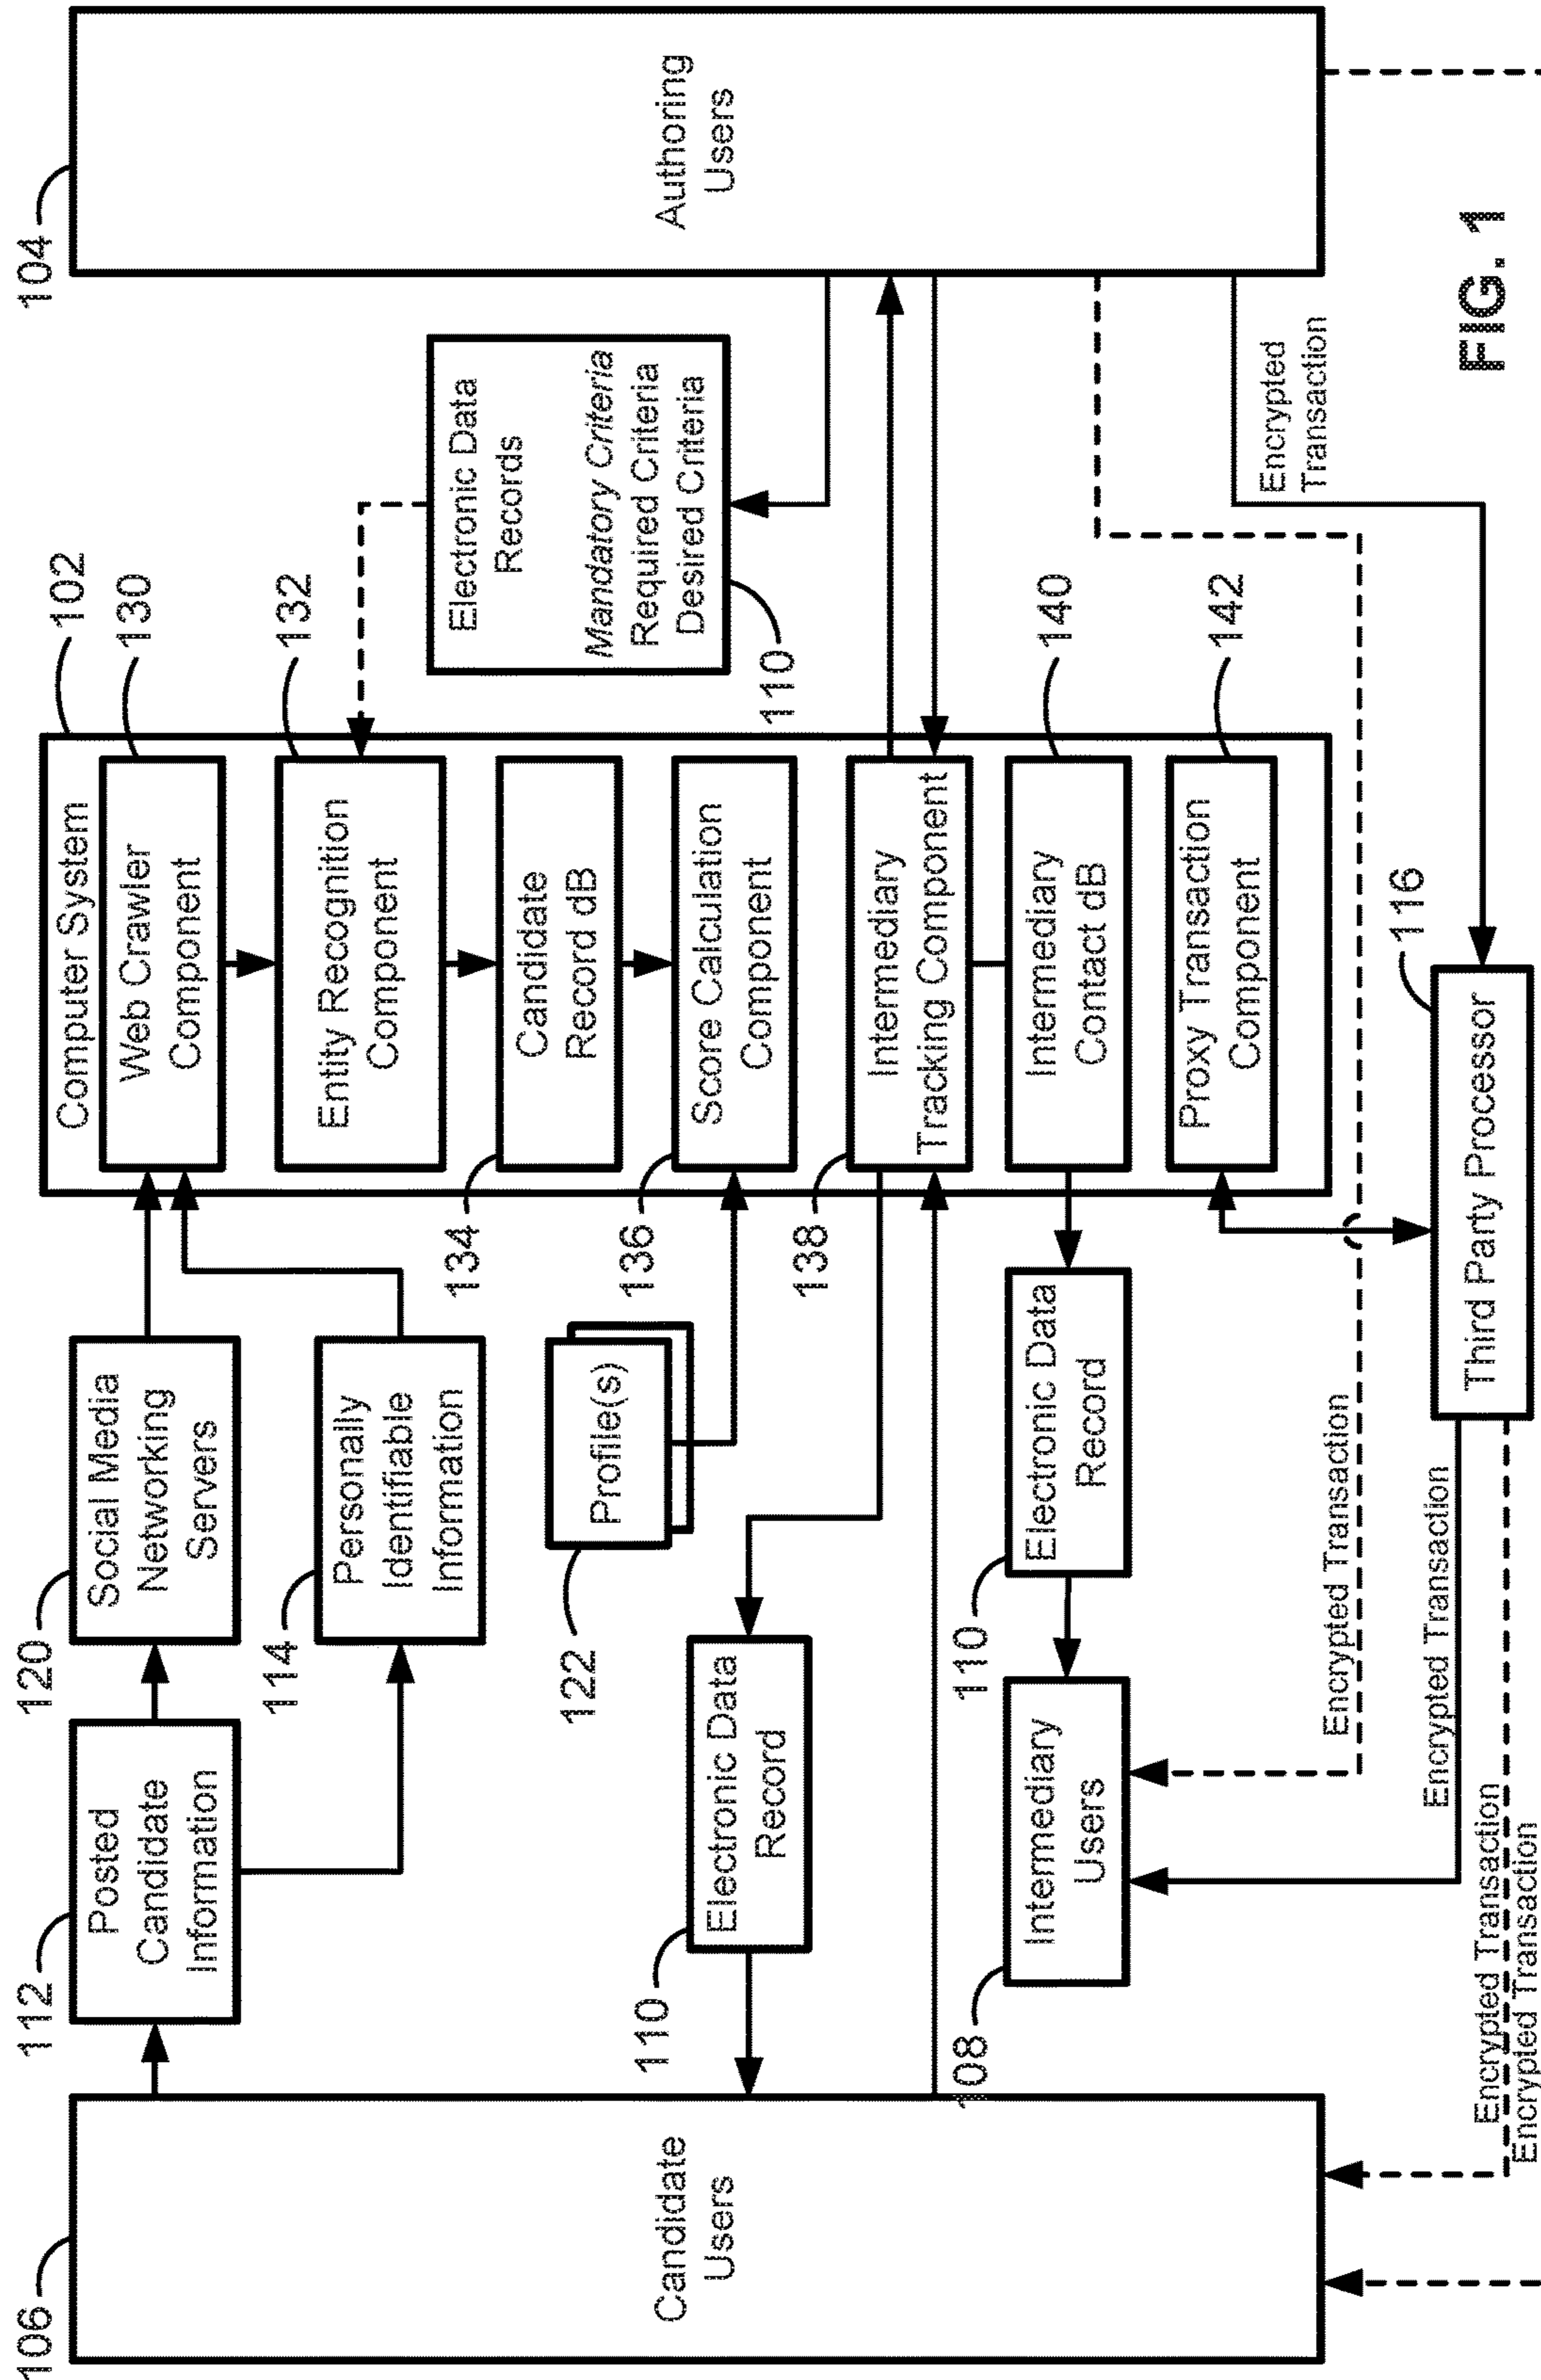 106
Candidate
Users
112
Posted
Candidate
Information
120
Social Media
Networking
Servers
114
Personally
Identifiable
Information
122
Profile(s)
110
Electronic Data
Record
108
Intermediary
Users
110
Electronic Data
Record
102
Computer System
130
Web Crawler
Component
132
Entity Recognition
Component
134
Candidate
Record dB
136
Score Calculation
Component
138
Intermediary
Tracking Component
140
Intermediary
Contact dB
142
Proxy Transaction
Component
Electronic Data
Records
Mandatory Criteria
Required Criteria
Desired Criteria
110
104
Authoring
Users
116
Third Party Processor
Encrypted
Transaction
Encrypted Transaction
Encrypted Transaction
Encrypted Transaction
Encrypted Transaction
FIG. 1